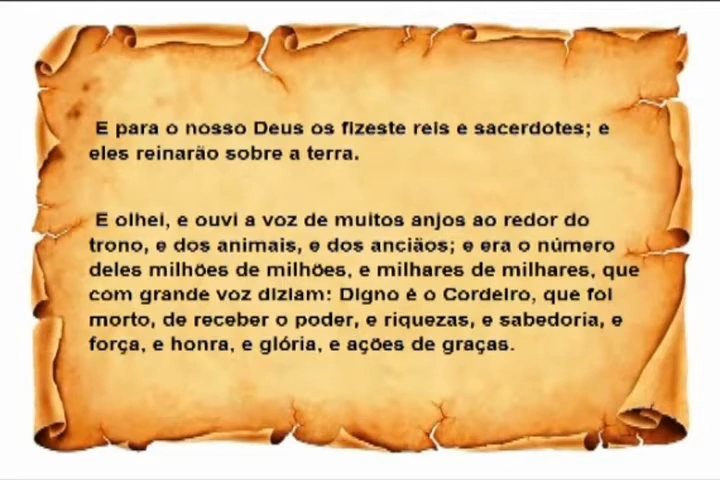 E para o nosso Deus os fizeste reis e sacerdotes; e
eles reinarão sobre a terra.
E olhei, e ouvi a voz de muitos anjos ao redor do
trono, e dos animais, e dos anciãos; e era o número
deles milhões de milhões, e milhares de milhares, que
com grande voz diziam: Digno é o Cordeiro, que foi
morto, de receber o poder, e riquezas, e sabedoria, e
força, e honra, e glória, e ações de graças.